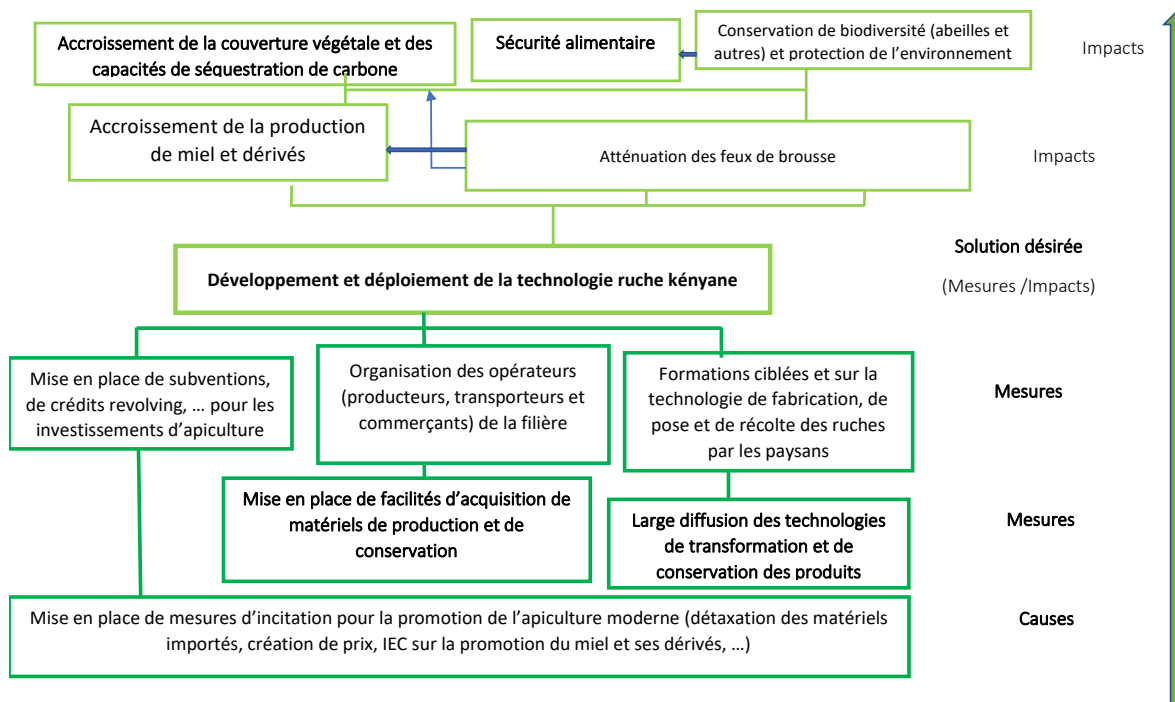 Accroissement de la couverture végétale et des
capacités de séquestration de carbone
Sécurité alimentaire
Conservation de biodiversité (abeilles et
autres) et protection de l’environnement
Impacts
Accroissement de la production
de miel et dérivés
Atténuation des feux de brousse
Impacts
Solution désirée
(Mesures /Impacts)
Développement et déploiement de la technologie ruche kényane
Mise en place de subventions,
de crédits revolving, … pour les
investissements d’apiculture
Organisation des opérateurs
(producteurs, transporteurs et
commerçants) de la filière
Formations ciblées et sur la
technologie de fabrication, de
pose et de récolte des ruches
par les paysans
Mesures
Mise en place de facilités d’acquisition de
matériels de production et de
conservation
Large diffusion des technologies
de transformation et de
conservation des produits
Mesures
Mise en place de mesures d’incitation pour la promotion de l’apiculture moderne (détaxation des matériels
importés, création de prix, IEC sur la promotion du miel et ses dérivés, …)
Causes